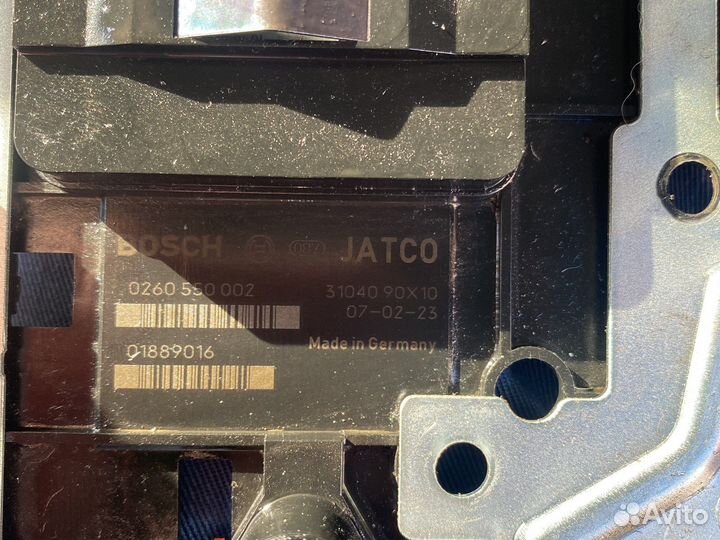 BOSCH JATCO
0260 550 002 31040 90X10
07-02-23
01889016 Made in Germany
Avito